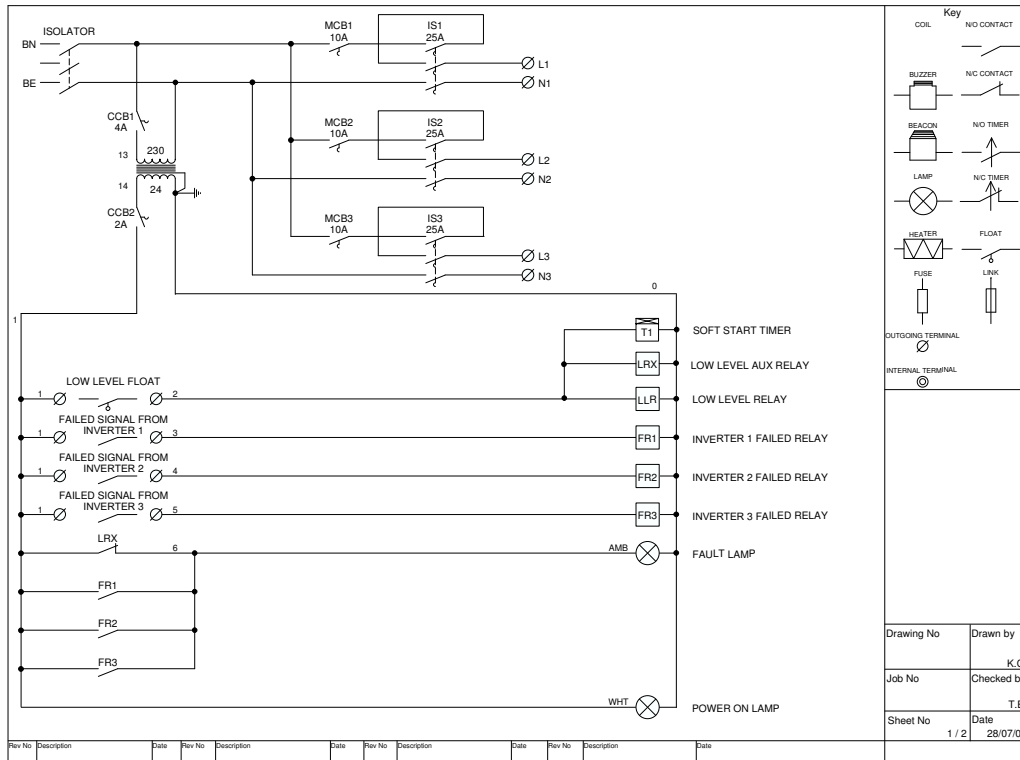 ISOLATOR
BN
BE
MCB1
10A
IS1
25A
L1
N1
CCB1
4A
13
230
14
24
CCB2
2A
MCB2
10A
IS2
25A
L2
N2
MCB3
10A
IS3
25A
L3
N3
0
1
T1
SOFT START TIMER
LRX
LOW LEVEL AUX RELAY
LOW LEVEL FLOAT
1
2
LLR
LOW LEVEL RELAY
FAILED SIGNAL FROM
INVERTER 1
1
3
FR1
INVERTER 1 FAILED RELAY
FAILED SIGNAL FROM
INVERTER 2
1
4
FR2
INVERTER 2 FAILED RELAY
FAILED SIGNAL FROM
INVERTER 3
1
5
FR3
INVERTER 3 FAILED RELAY
LRX
6
AMB
FAULT LAMP
FR1
FR2
FR3
WHT
POWER ON LAMP
Key
COIL
N/O CONTACT
BUZZER
N/C CONTACT
BEACON
N/O TIMER
LAMP
N/C TIMER
HEATER
FLOAT
FUSE
LINK
OUTGOING TERMINAL
INTERNAL TERMINAL
Drawing No
Drawn by
Job No
Sheet No
1 / 2
Date
Rev No Description Date Rev No Description Date Rev No Description Date Rev No Description Date